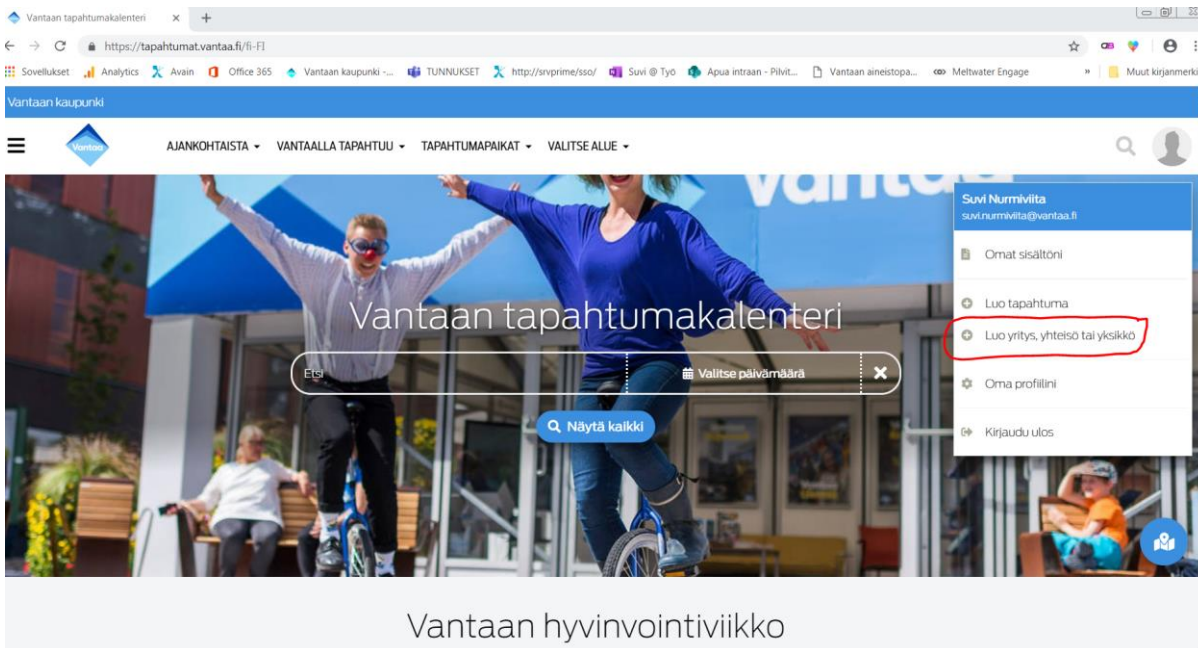 Vantaan tapahtumakalenteri
https://tapahtumat.vantaa.fi/fi-FI
Sovellukset Analytics Avain Office 365 Vantaan kaupunki -... TUNNUKSET http://srvprime/sso/ Suvi @ Työ Apua intraan - Pilvit... Vantaan aineistopa... Meltwater Engage » Muut kirjanmerki
Vantaan kaupunki
Vantaa AJANKOHTAISTA VANTAALLA TAPAHTUU TAPAHTUMAPAIKAT VALITSE ALUE
Suvi Nurmiviita
suvi.nurmiviita@vantaa.fi
Omat sisältöni
Luo tapahtuma
Luo yritys, yhteisö tai yksikkö
Oma profiilini
Kirjaudu ulos
Vantaan tapahtumakalenteri
Etsi Valitse päivämäärä
Näytä kaikki
Vantaan hyvinvointiviikko